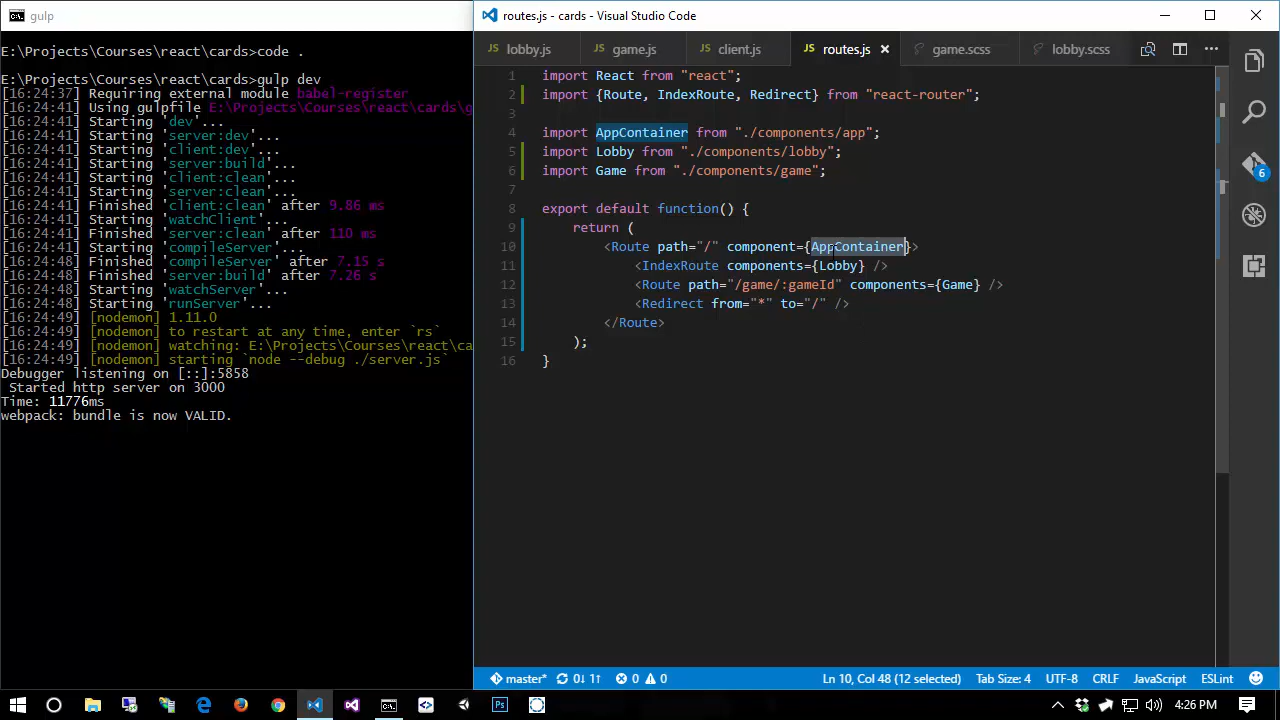 gulp
E:\Projects\Courses\react\cards>code .
E:\Projects\Courses\react\cards>gulp dev
[16:24:37] Requiring external module babel-register
[16:24:41] Using gulpfile E:\Projects\Courses\react\cards\g
[16:24:41] Starting 'dev'...
[16:24:41] Starting 'server:dev'...
[16:24:41] Starting 'client:dev'...
[16:24:41] Starting 'server:build'...
[16:24:41] Starting 'client:clean'...
[16:24:41] Starting 'server:clean'...
[16:24:41] Finished 'client:clean' after 9.86 ms
[16:24:41] Starting 'watchClient'...
[16:24:41] Finished 'server:clean' after 110 ms
[16:24:41] Starting 'compileServer'...
[16:24:49] Finished 'compileServer' after 7.15 s
[16:24:49] Finished 'server:build' after 7.26 s
[16:24:49] Starting 'watchServer'...
[16:24:49] Starting 'runServer'...
[16:24:49] [nodemon] 1.11.0
[16:24:49] [nodemon] to restart at any time, enter `rs`
[16:24:49] [nodemon] watching: E:\Projects\Courses\react\ca
[16:24:49] [nodemon] starting `node --debug ./server.js`
Debugger listening on [::]:5858
Started http server on 3000
Time: 11776ms
webpack: bundle is now VALID.
routes.js - cards - Visual Studio Code
JS lobby.js JS game.js JS client.js JS routes.js game.scss lobby.scss
1 import React from "react";
2 import {Route, IndexRoute, Redirect} from "react-router";
3
4 import AppContainer from "./components/app";
5 import Lobby from "./components/lobby";
6 import Game from "./components/game";
7
8 export default function() {
9 return (
10 <Route path="/" component={AppContainer}>
11 <IndexRoute components={Lobby} />
12 <Route path="/game/:gameId" components={Game} />
13 <Redirect from="*" to="/" />
14 </Route>
15 );
16 }
6
master* 0↓ 1↑ 0 0 Ln 10, Col 48 (12 selected) Tab Size: 4 UTF-8 CRLF JavaScript ESLint
Ps 4:26 PM